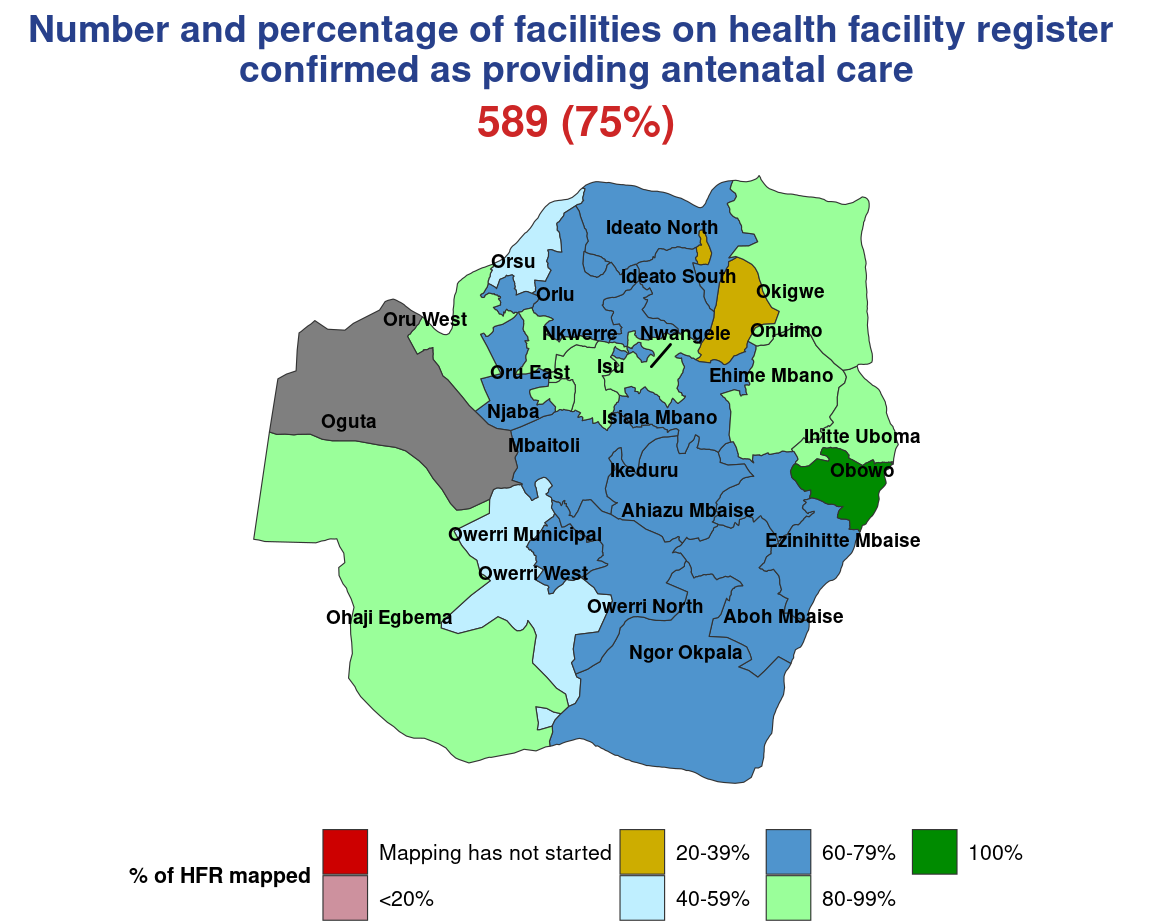 Number and percentage of facilities on health facility register
confirmed as providing antenatal care
589 (75%)
Ideato North
Orsu
Ideato South
Orlu
Okigwe
Oru West
Nkwerre
Nwangele
Onuimo
Isu
Oru East
Ehime Mbano
Njaba
Isiala Mbano
Oguta
Mbaitoli
Ihitte Uboma
Ikeduru
Obowo
Ahiazu Mbaise
Owerri Municipal
Ezinihitte Mbaise
Owerri West
Owerri North
Ohaji Egbema
Aboh Mbaise
Ngor Okpala
% of HFR mapped
Mapping has not started
<20%
20-39%
40-59%
60-79%
80-99%
100%